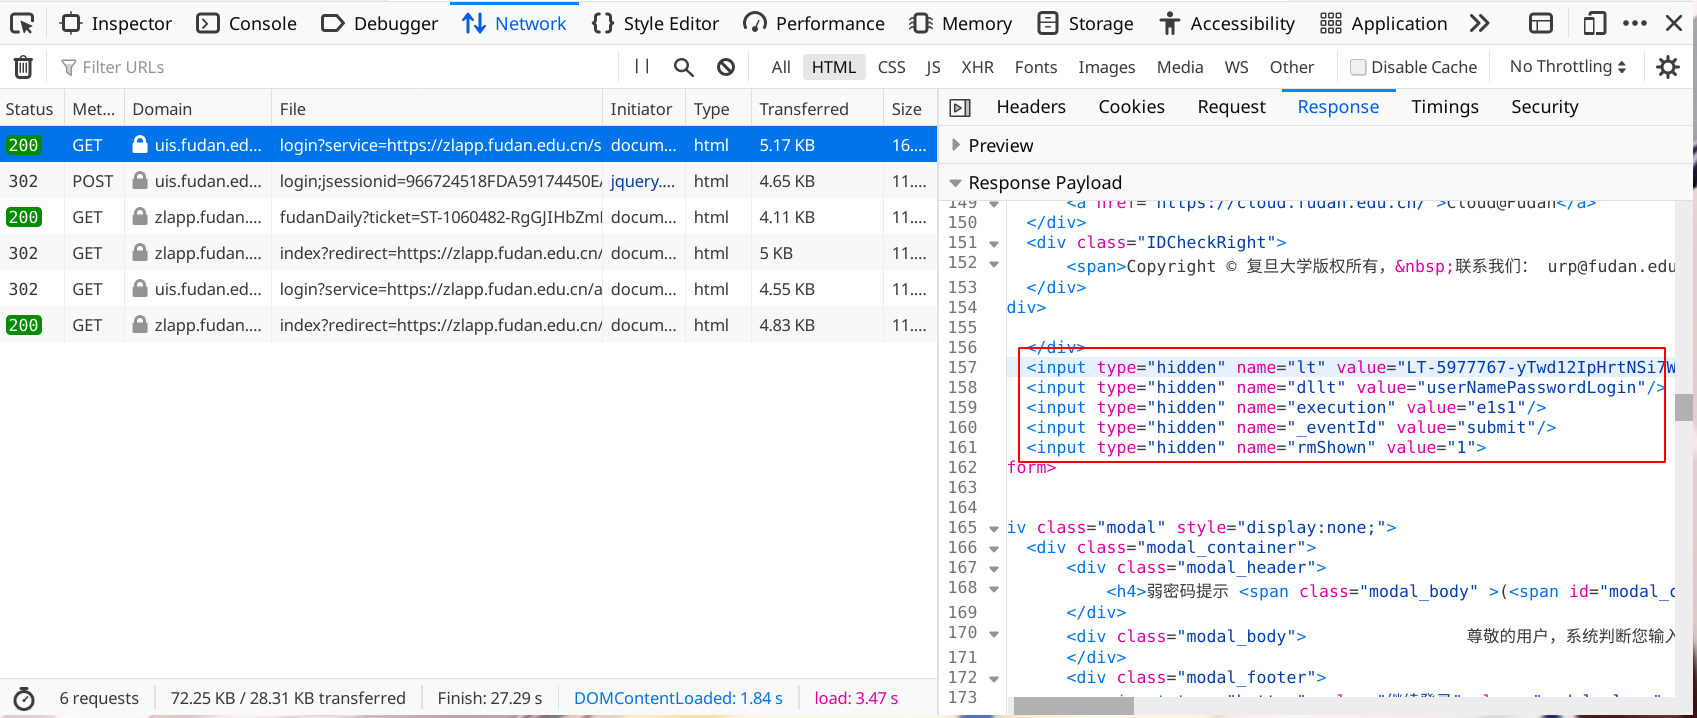 Inspector Console Debugger Network Style Editor Performance Memory Storage Accessibility Application
Filter URLs All HTML CSS JS XHR Fonts Images Media WS Other Disable Cache No Throttling
Status Met... Domain File Initiator Type Transferred Size
200 GET uis.fudan.ed... login?service=https://zlapp.fudan.edu.cn/s docum... html 5.17 KB 16....
302 POST uis.fudan.ed... login;jsessionid=966724518FDA59174450E jquery.... html 4.65 KB 11....
200 GET zlapp.fudan.... fudanDaily?ticket=ST-1060482-RgGJIHbZm docum... html 4.11 KB 11....
302 GET zlapp.fudan.... index?redirect=https://zlapp.fudan.edu.cn/ docum... html 5 KB 11....
302 GET uis.fudan.ed... login?service=https://zlapp.fudan.edu.cn/a docum... html 4.55 KB 11....
200 GET zlapp.fudan.... index?redirect=https://zlapp.fudan.edu.cn/ docum... html 4.83 KB 11....
6 requests 72.25 KB / 28.31 KB transferred Finish: 27.29 s DOMContentLoaded: 1.84 s load: 3.47 s
Headers Cookies Request Response Timings Security
Preview
Response Payload
149 <a href="https://cloud.fudan.edu.cn/">Cloud@Fudan</a>
150 </div>
151 <div class="IDCheckRight">
152 <span>Copyright © 复旦大学版权所有，&nbsp;联系我们： urp@fudan.edu
153 </div>
154 div>
155
156 </div>
157 <input type="hidden" name="lt" value="LT-5977767-yTwd12IpHrtNSi7W
158 <input type="hidden" name="dllt" value="userNamePasswordLogin"/>
159 <input type="hidden" name="execution" value="e1s1"/>
160 <input type="hidden" name="_eventId" value="submit"/>
161 <input type="hidden" name="rmShown" value="1">
162 form>
163
164
165 iv class="modal" style="display:none;">
166 <div class="modal_container">
167 <div class="modal_header">
168 <h4>弱密码提示 <span class="modal_body" >(<span id="modal_c
169 </div>
170 <div class="modal_body"> 尊敬的用户，系统判断您输入
171 </div>
172 <div class="modal_footer">
173